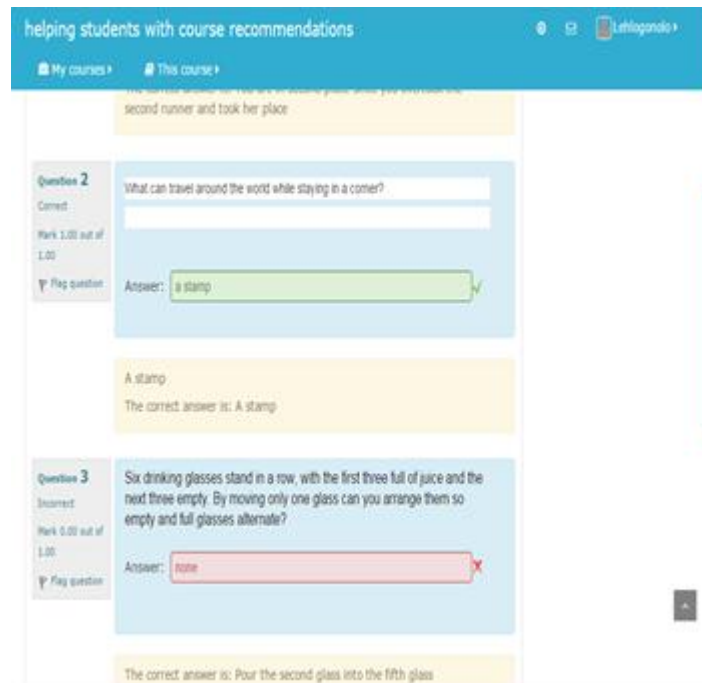 helping students with course recommendations
Lehlogonolo
My courses
This course
second runner and took her place
Question 2
Correct
Mark 1.00 out of
1.00
Flag question
What can travel around the world while staying in a corner?
Answer: a stamp
A stamp
The correct answer is: A stamp
Question 3
Incorrect
Mark 0.00 out of
1.00
Flag question
Six drinking glasses stand in a row, with the first three full of juice and the
next three empty. By moving only one glass can you arrange them so
empty and full glasses alternate?
Answer: none
The correct answer is: Pour the second glass into the fifth glass